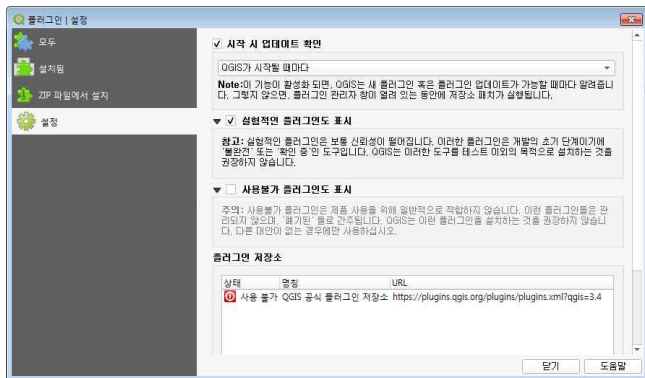 플러그인 | 설정
모두
설치됨
ZIP 파일에서 설치
설정
시작 시 업데이트 확인
QGIS가 시작될 때마다
Note:이 기능이 활성화 되면, QGIS는 새 플러그인 혹은 플러그인 업데이트가 가능할 때마다 알려줍니
다. 그렇지 않으면, 플러그인 관리자 창이 열려 있는 동안에 저장소 패치가 실행됩니다.
실험적인 플러그인도 표시
참고: 실험적인 플러그인은 보통 신뢰성이 떨어집니다. 이러한 플러그인은 개발의 초기 단계이기에
'불완전' 또는 '확인 중'인 도구입니다. QGIS는 이러한 도구를 테스트 이외의 목적으로 설치하는 것을
권장하지 않습니다.
사용불가 플러그인도 표시
주의: 사용불가 플러그인은 제품 사용을 위해 일반적으로 적합하지 않습니다. 이런 플러그인들은 관
리되지 않으며, '폐기된' 툴로 간주됩니다. QGIS는 이런 플러그인을 설치하는 것을 권장하지 않습니
다. 다른 대안이 없는 경우에만 사용하십시오.
플러그인 저장소
상태 명칭 URL
사용 불가 QGIS 공식 플러그인 저장소 https://plugins.qgis.org/plugins/plugins.xml?qgis=3.4
닫기 도움말